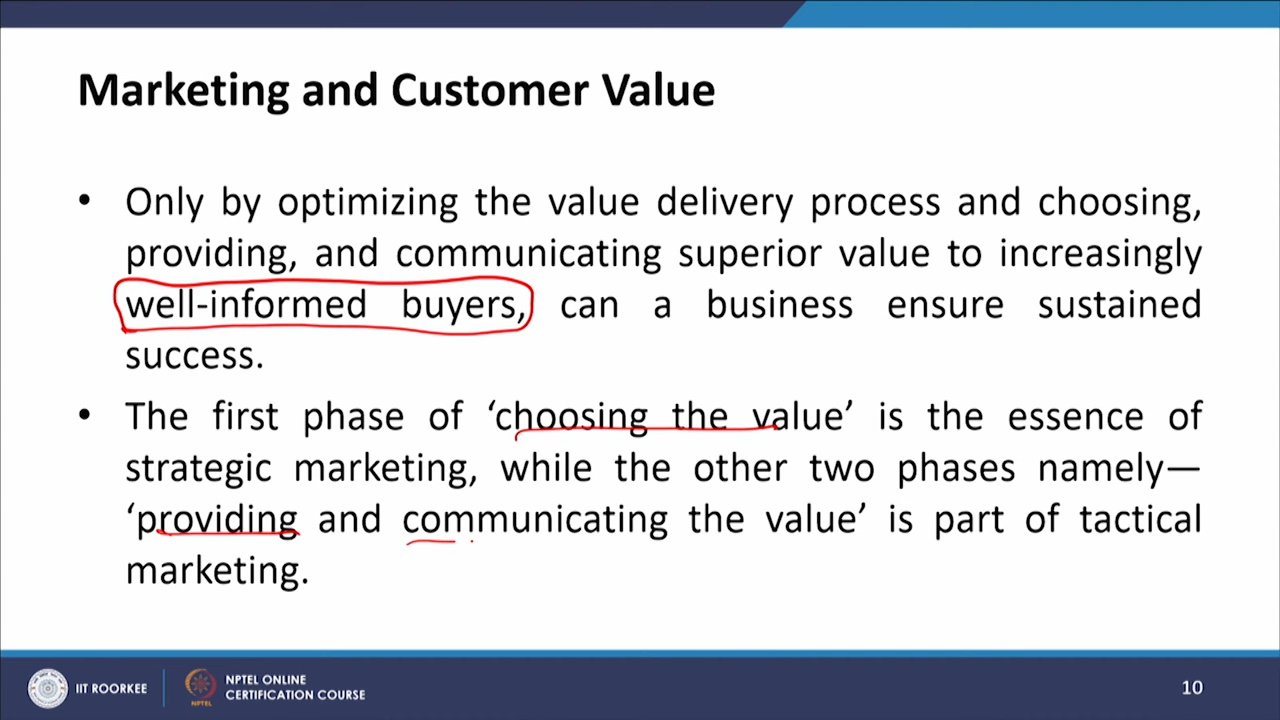 Marketing and Customer Value
• Only by optimizing the value delivery process and choosing,
providing, and communicating superior value to increasingly
well-informed buyers, can a business ensure sustained
success.
• The first phase of ‘choosing the value’ is the essence of
strategic marketing, while the other two phases namely—
‘providing and communicating the value’ is part of tactical
marketing.
IIT ROORKEE
NPTEL
NPTEL ONLINE
CERTIFICATION COURSE
10